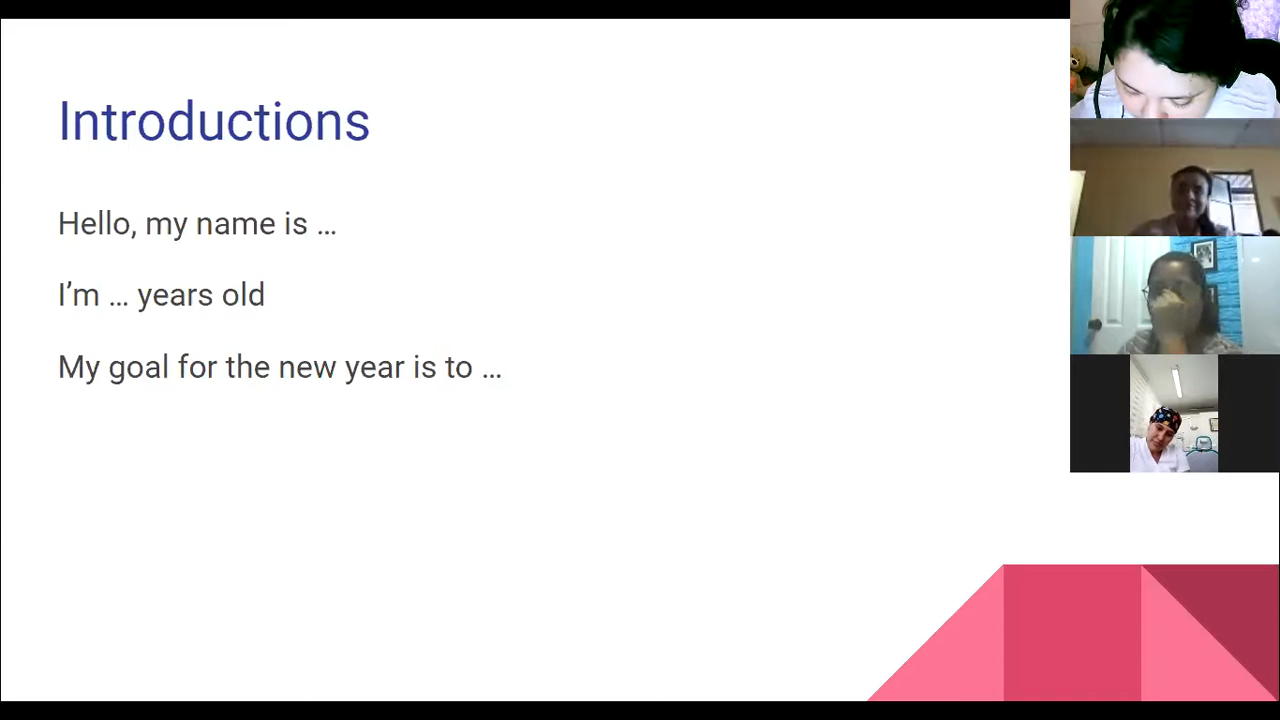 Introductions
Hello, my name is …
I’m … years old
My goal for the new year is to …